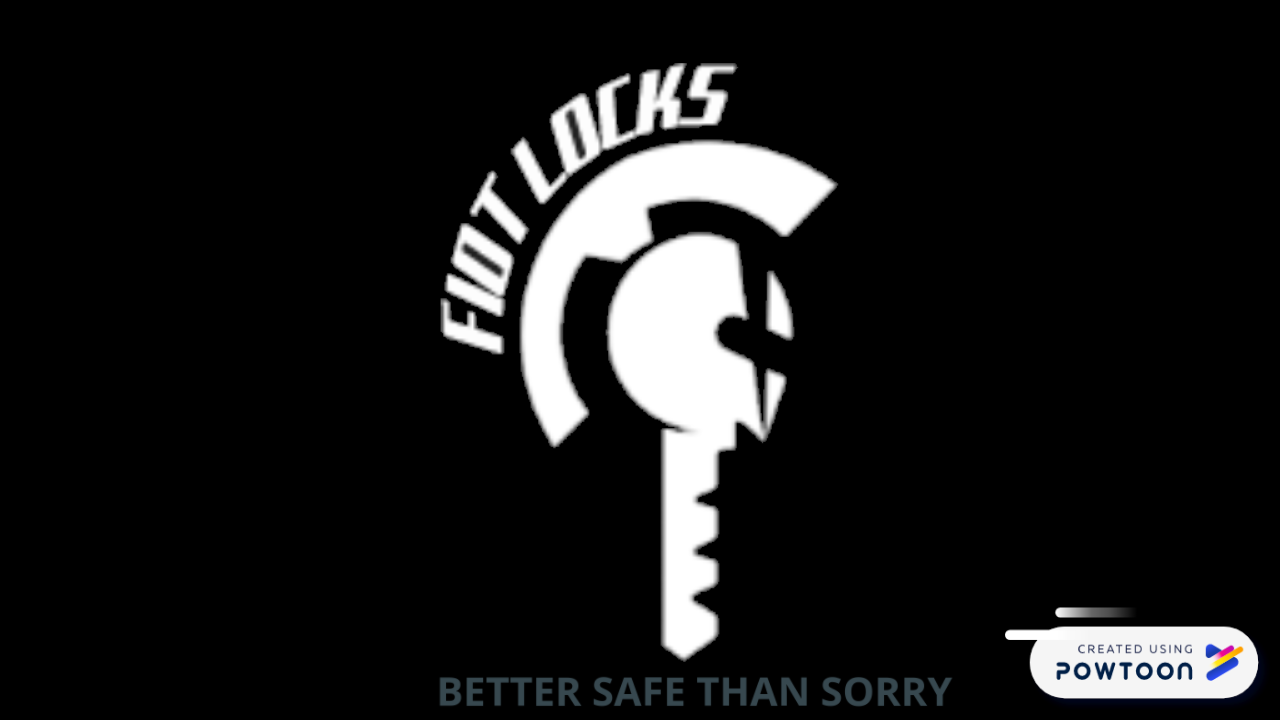 FIOT LOCKS
BETTER SAFE THAN SORRY
CREATED USING
POWTOON